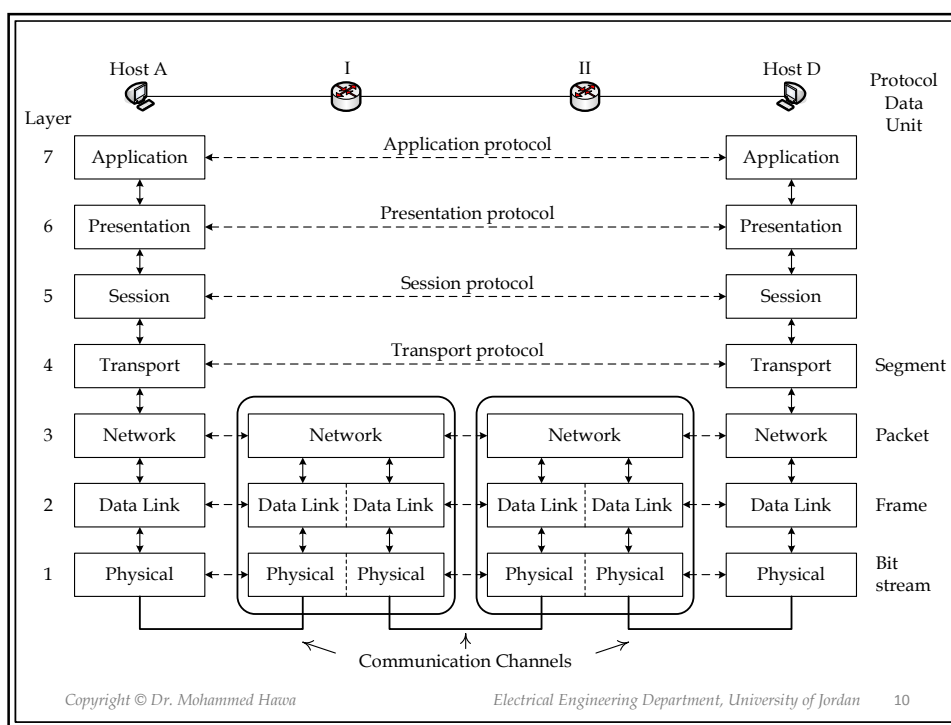 Host A I II Host D Protocol
Data
Unit
Layer
7 Application Application protocol Application
6 Presentation Presentation protocol Presentation
5 Session Session protocol Session
4 Transport Transport protocol Transport Segment
3 Network Network Network Network Packet
2 Data Link Data Link Data Link Data Link Data Link Data Link Frame
1 Physical Physical Physical Physical Physical Physical Bit
stream
Communication Channels
Copyright © Dr. Mohammed Hawa Electrical Engineering Department, University of Jordan 10